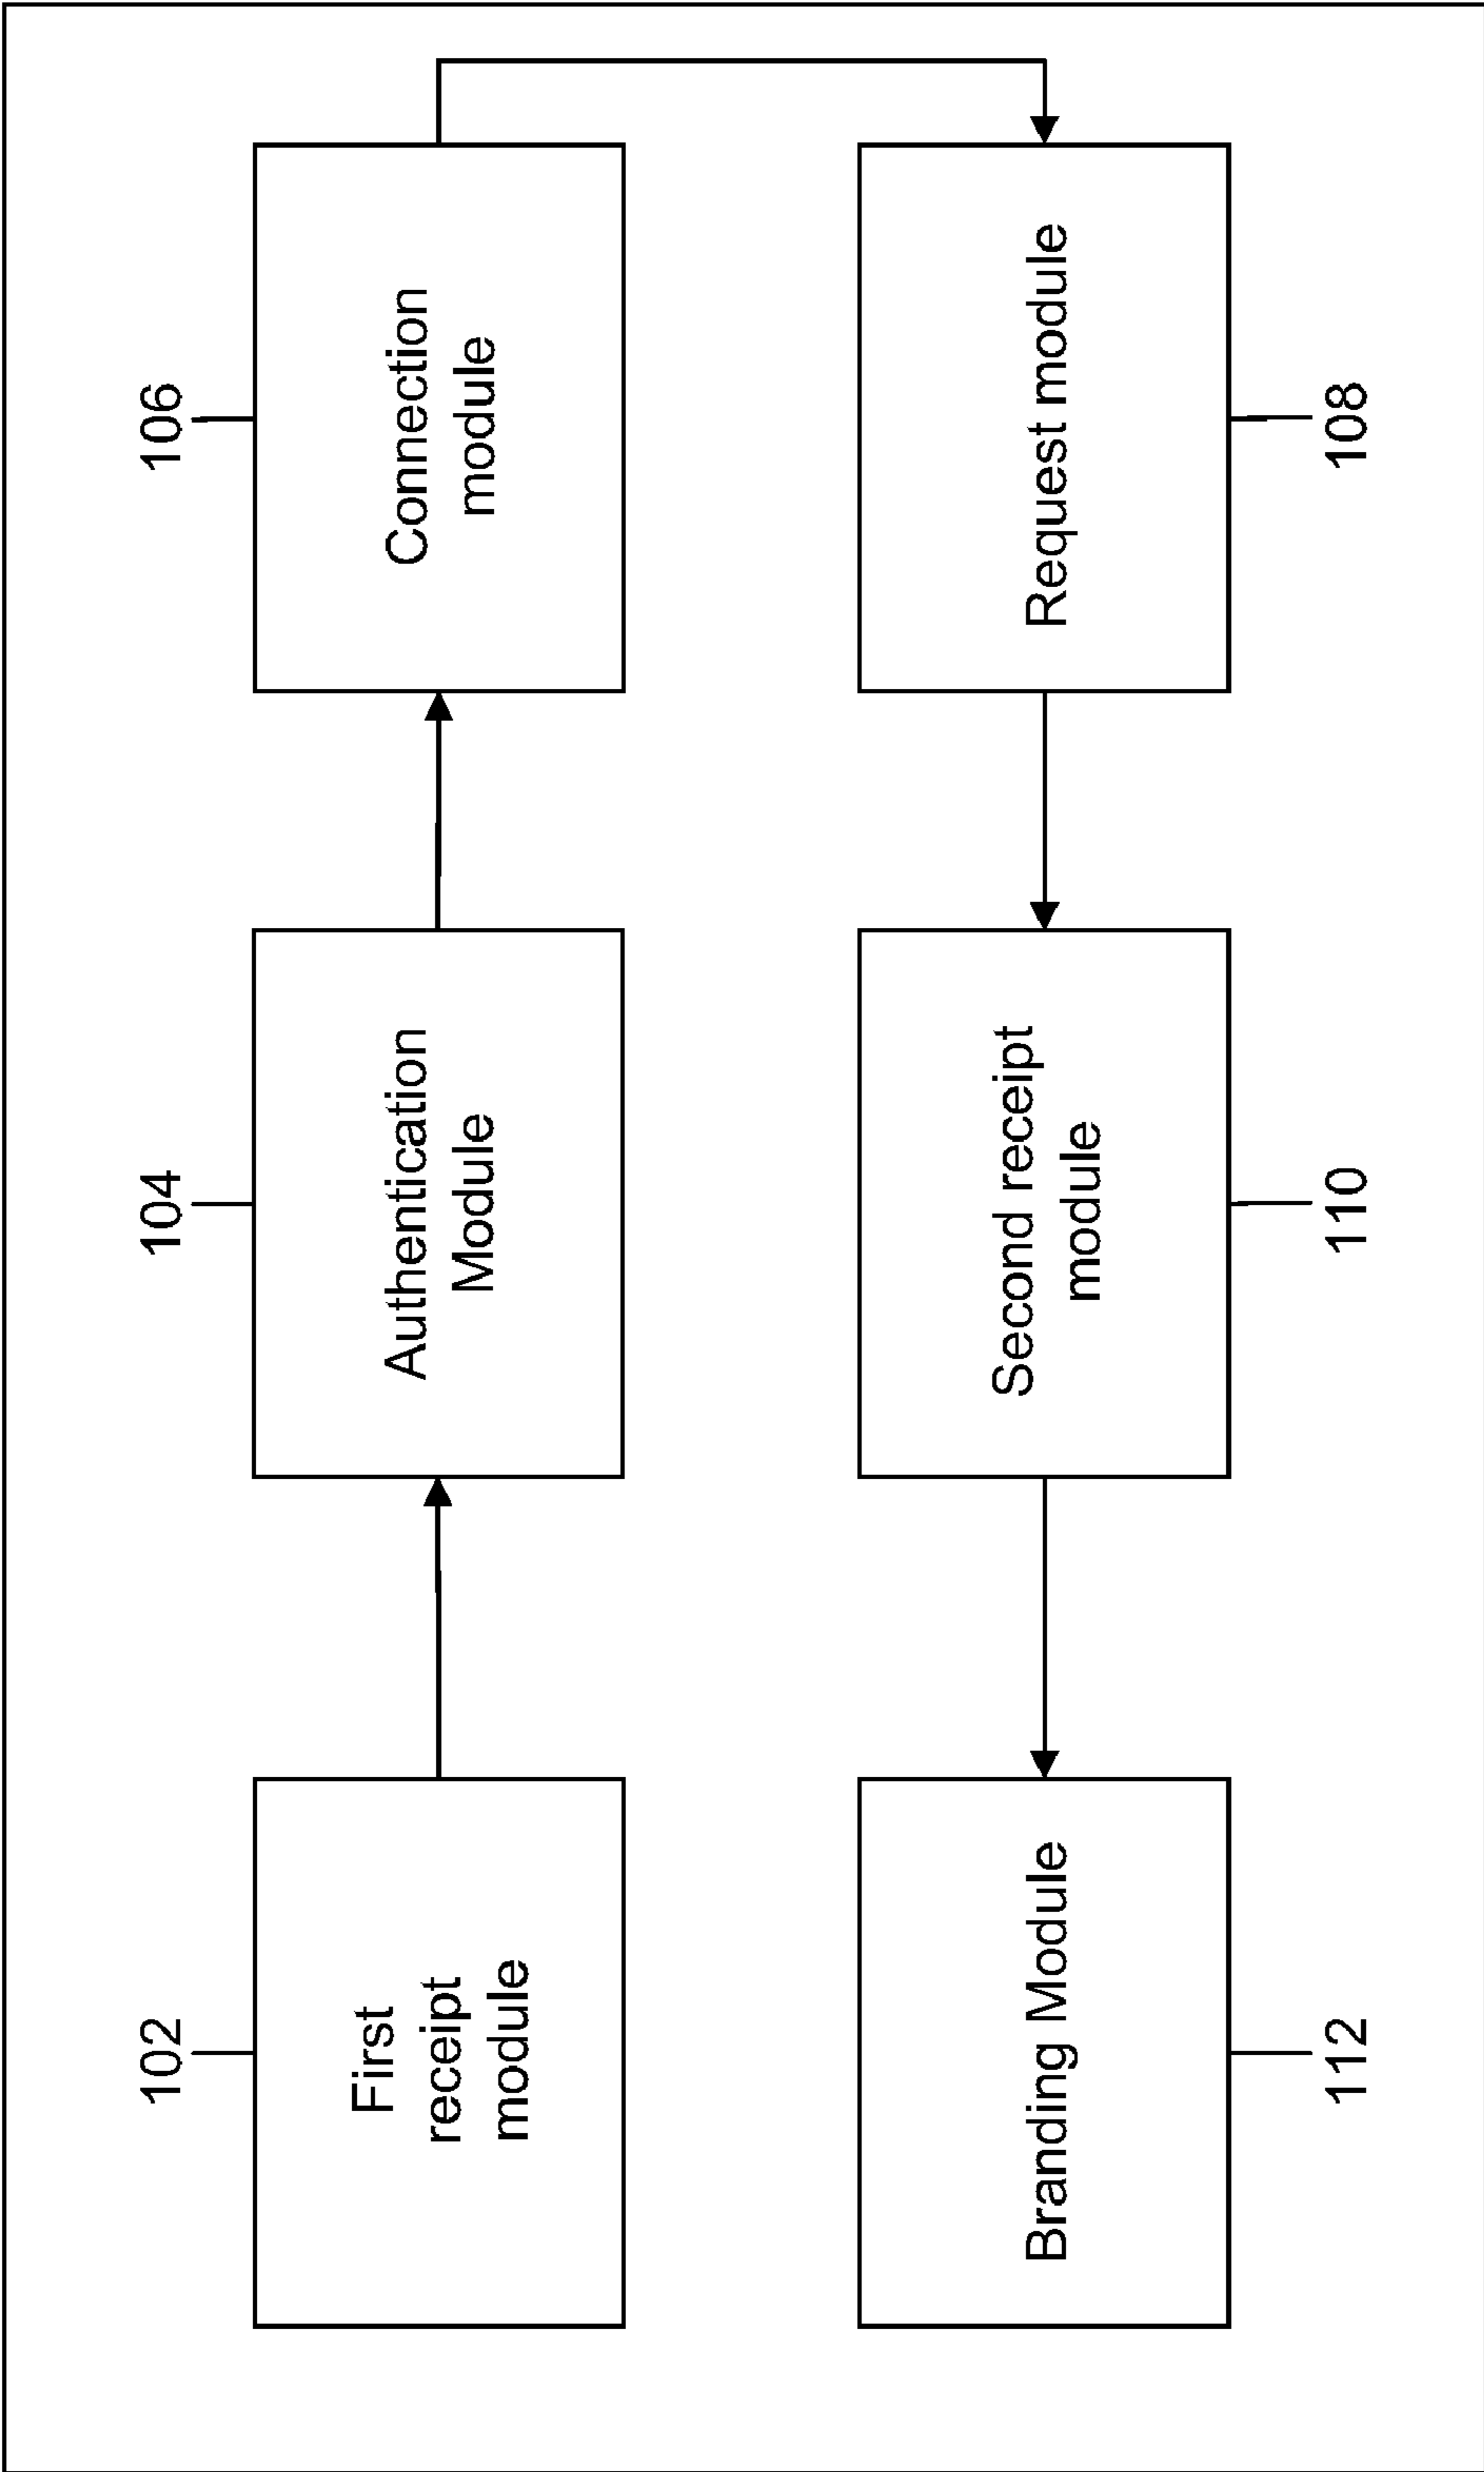 102
104
106
First
receipt
module
Authentication
Module
Connection
module
Branding Module
Second receipt
module
Request module
112
110
108